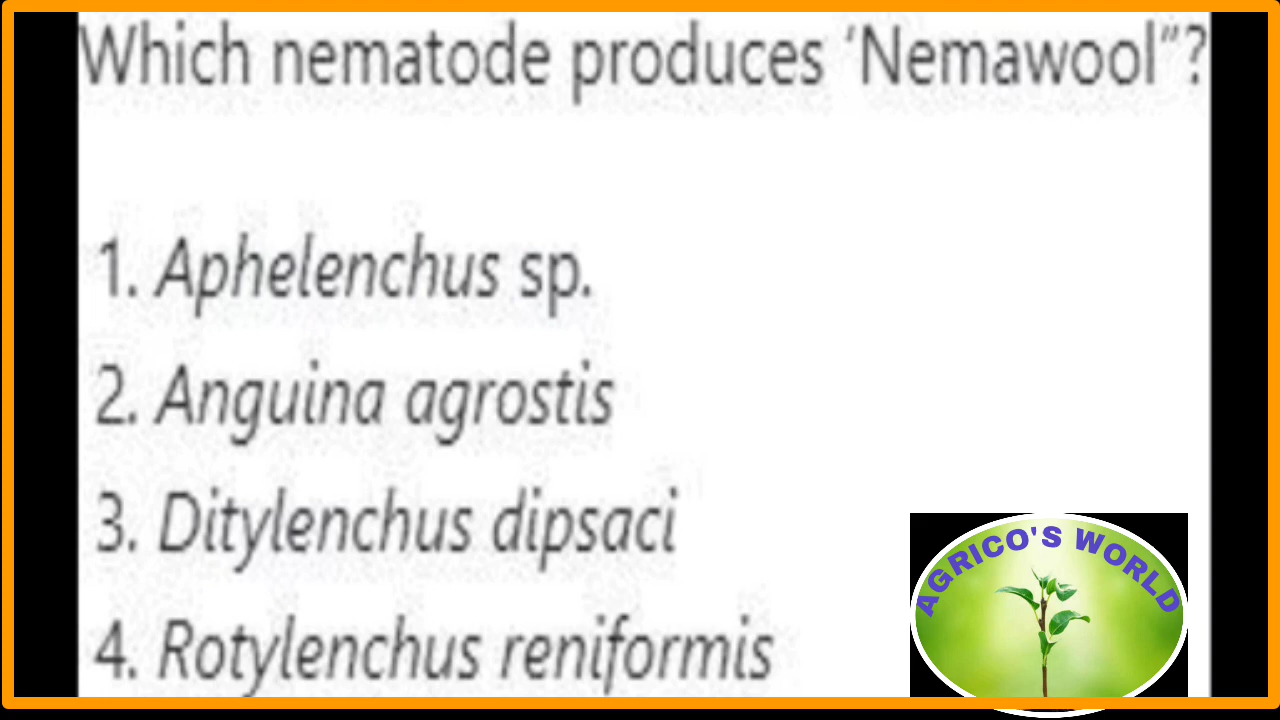 Which nematode produces ‘Nemawool”?
1. Aphelenchus sp.
2. Anguina agrostis
3. Ditylenchus dipsaci
4. Rotylenchus reniformis
AGRICO'S WORLD